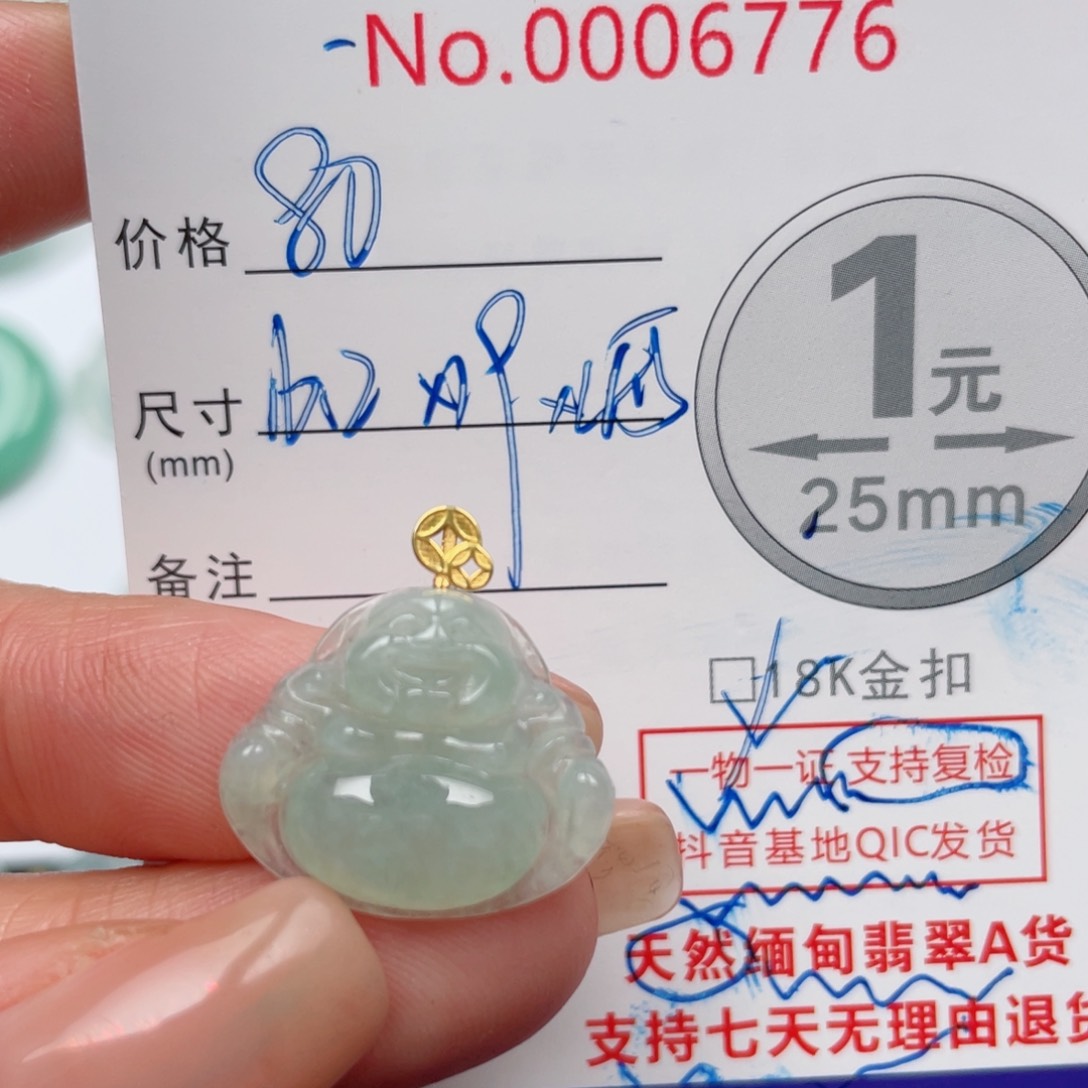 No.0006776
价格 80
尺寸
(mm)
备注
1元
25mm
18K金扣
一物一证 支持复检
抖音基地QIC发货
天然缅甸翡翠A货
支持七天无理由退货